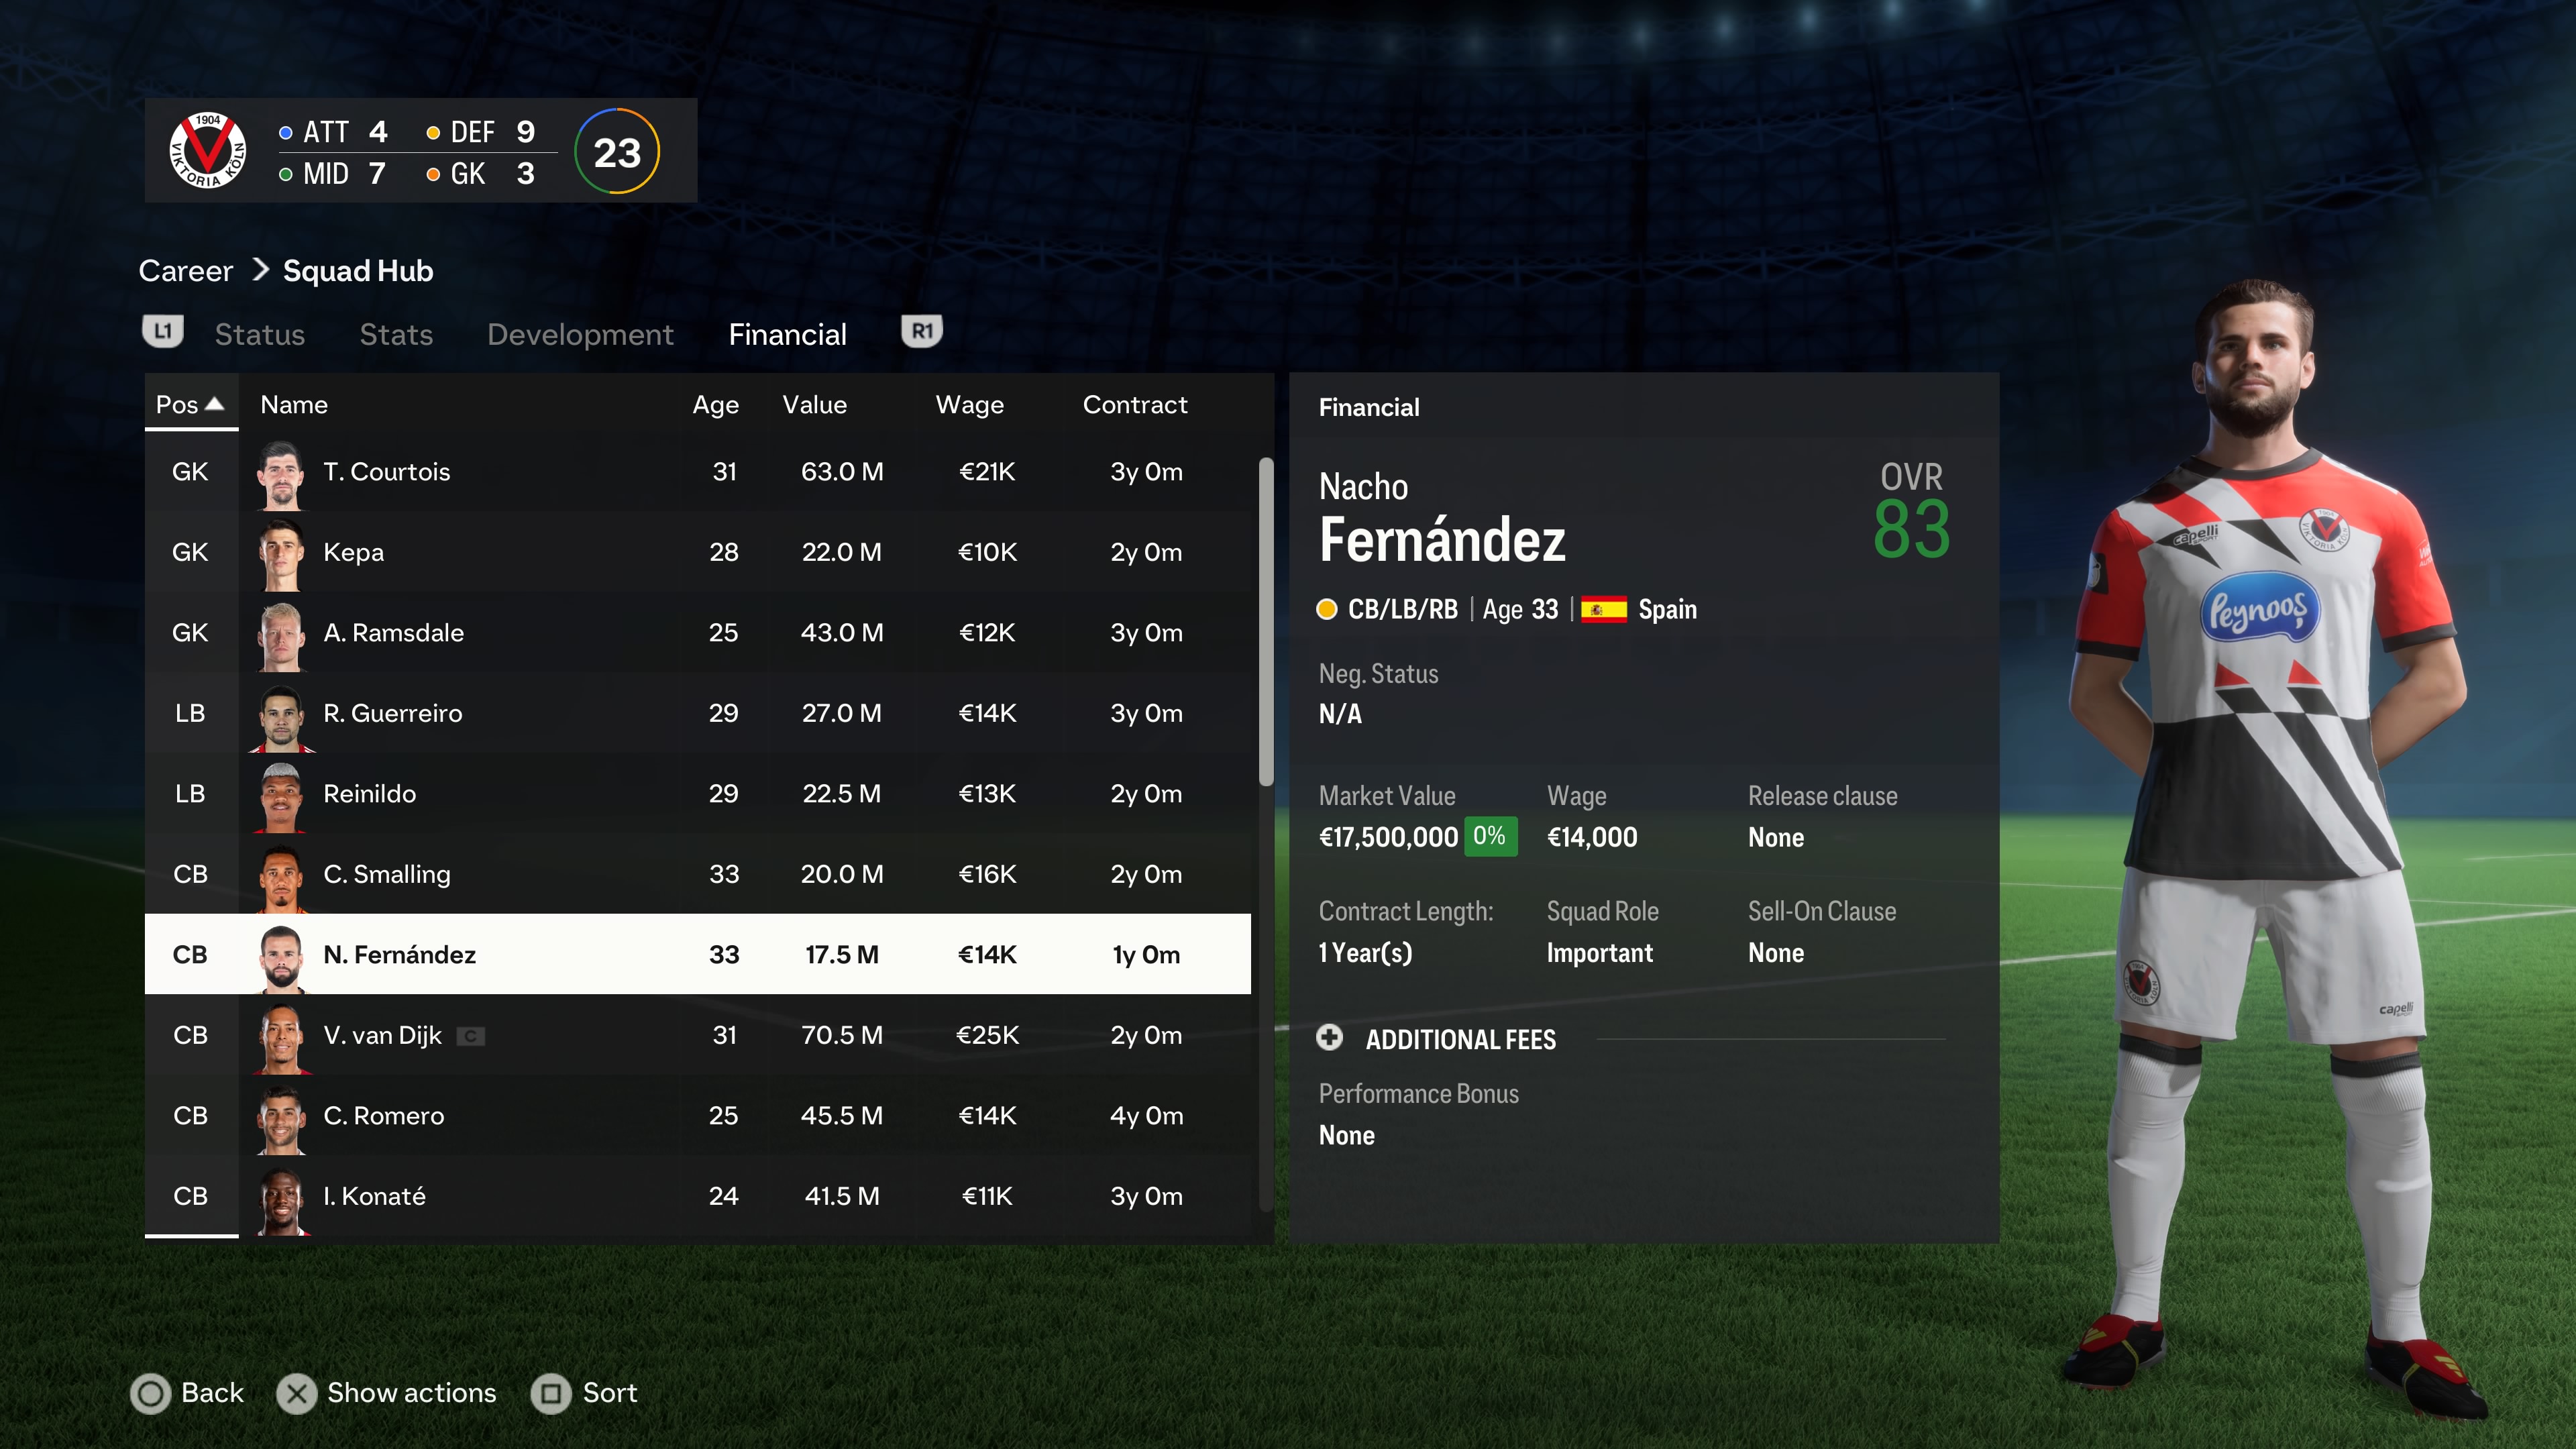 1904
VIKTORIA KÖLN
ATT 4 DEF 9
MID 7 GK 3
23
Career > Squad Hub
L1 Status Stats Development Financial R1
Pos Name Age Value Wage Contract
GK T. Courtois 31 63.0 M €21K 3y 0m
GK Kepa 28 22.0 M €10K 2y 0m
GK A. Ramsdale 25 43.0 M €12K 3y 0m
LB R. Guerreiro 29 27.0 M €14K 3y 0m
LB Reinildo 29 22.5 M €13K 2y 0m
CB C. Smalling 33 20.0 M €16K 2y 0m
CB N. Fernández 33 17.5 M €14K 1y 0m
CB V. van Dijk C 31 70.5 M €25K 2y 0m
CB C. Romero 25 45.5 M €14K 4y 0m
CB I. Konaté 24 41.5 M €11K 3y 0m
Financial
Nacho
Fernández
OVR
83
CB/LB/RB | Age 33 | Spain
Neg. Status
N/A
Market Value Wage Release clause
€17,500,000 0% €14,000 None
Contract Length: Squad Role Sell-On Clause
1 Year(s) Important None
ADDITIONAL FEES
Performance Bonus
None
capelli
SPORT
Peynooş
capelli
SPORT
Back Show actions Sort